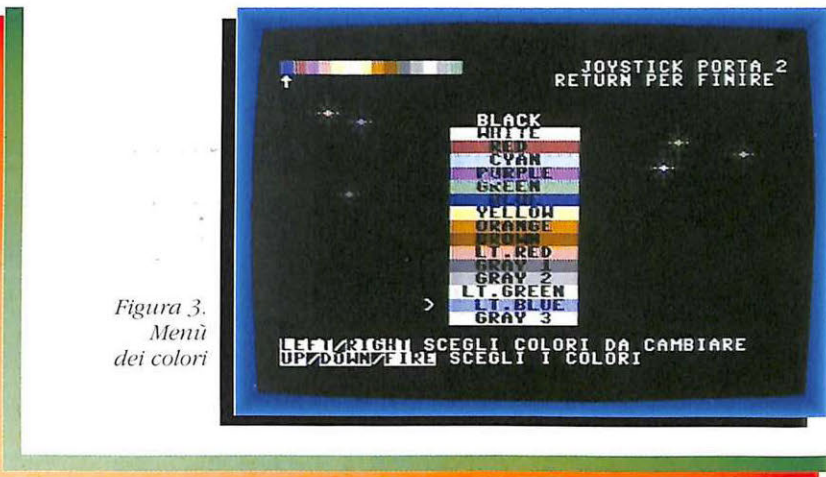 JOYSTICK PORTA 2
RETURN PER FINIRE
BLACK
WHITE
RED
CYAN
PURPLE
GREEN
BLUE
YELLOW
ORANGE
BROWN
LT.RED
GRAY 1
GRAY 2
LT.GREEN
> LT.BLUE
GRAY 3
LEFT/RIGHT SCEGLI COLORI DA CAMBIARE
UP/DOWN/FIRE SCEGLI I COLORI
Figura 3.
Menù
dei colori